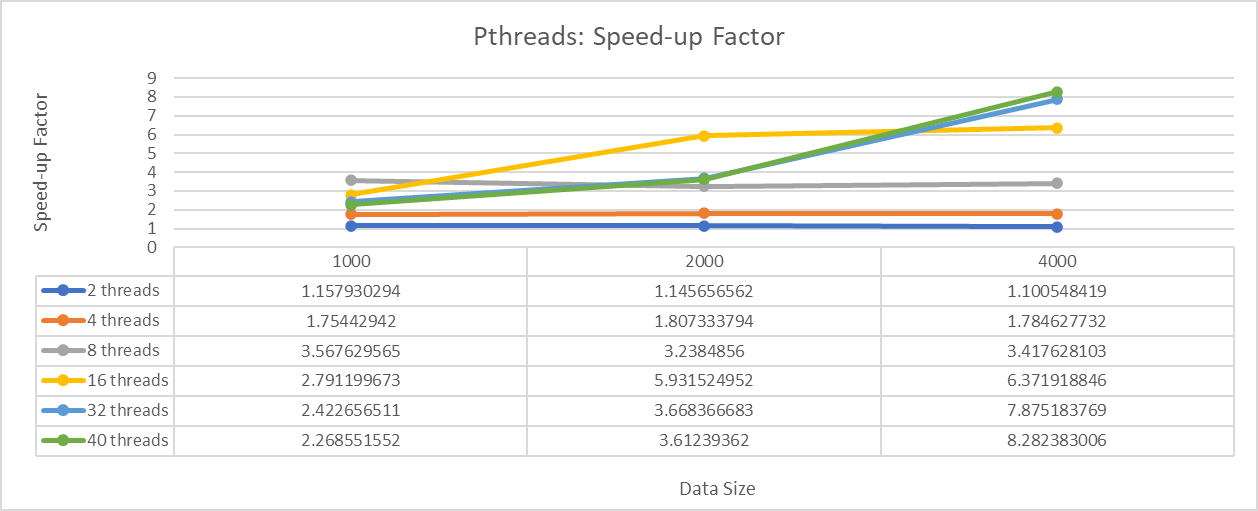 Pthreads: Speed-up Factor
Speed-up Factor
9
8
7
6
5
4
3
2
1
0
1000 2000 4000
2 threads 1.157930294 1.145656562 1.100548419
4 threads 1.75442942 1.807333794 1.784627732
8 threads 3.567629565 3.2384856 3.417628103
16 threads 2.791199673 5.931524952 6.371918846
32 threads 2.422656511 3.668366683 7.875183769
40 threads 2.268551552 3.61239362 8.282383006
Data Size